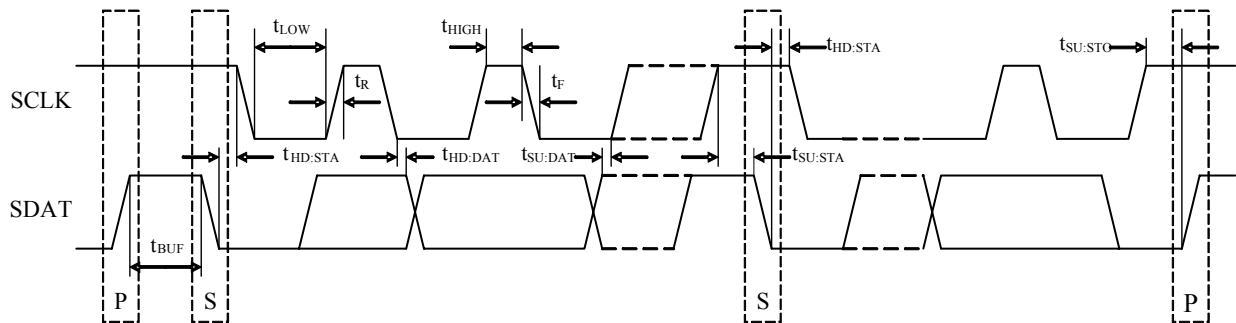 tLOW
tHIGH
tHD:STA
tSU:STO
SCLK
tR
tF
tHD:STA
tHD:DAT
tSU:DAT
tSU:STA
SDAT
tBUF
P
S
S
P